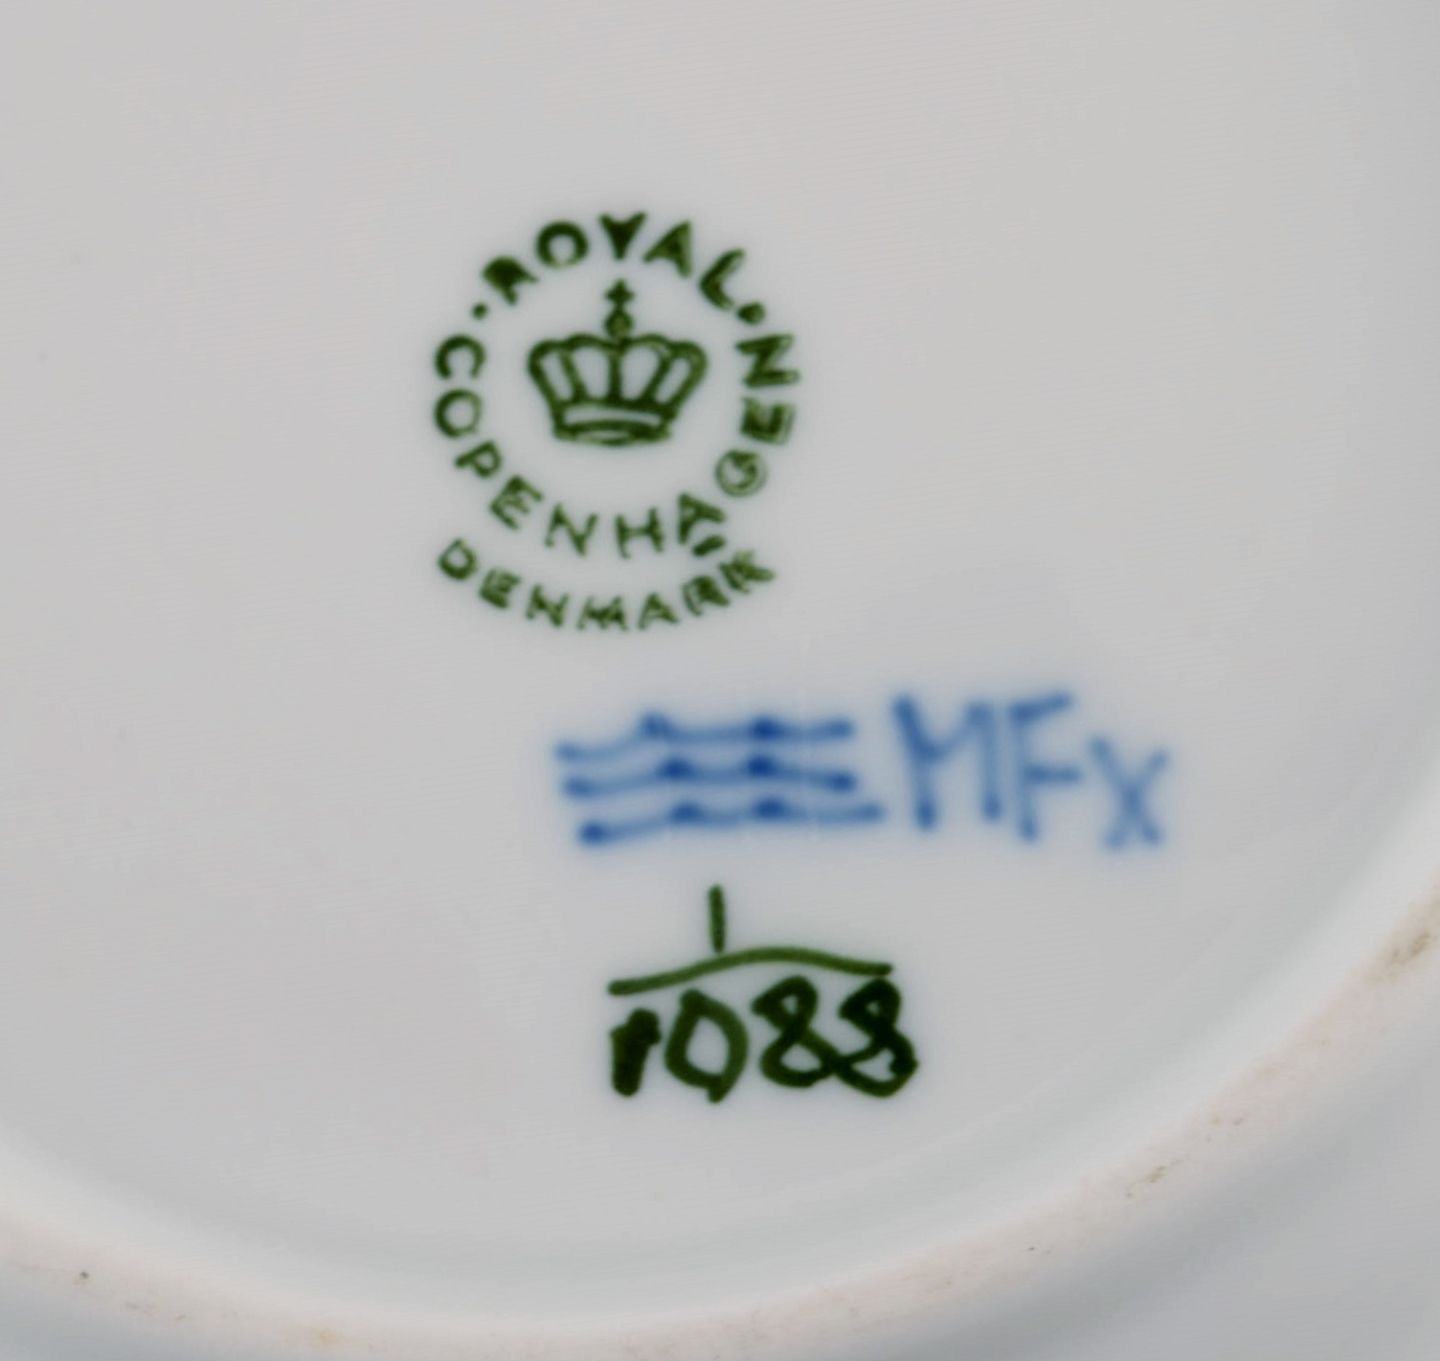 ·ROYAL·
COPENHAGEN
DENMARK
MFX
1
1088